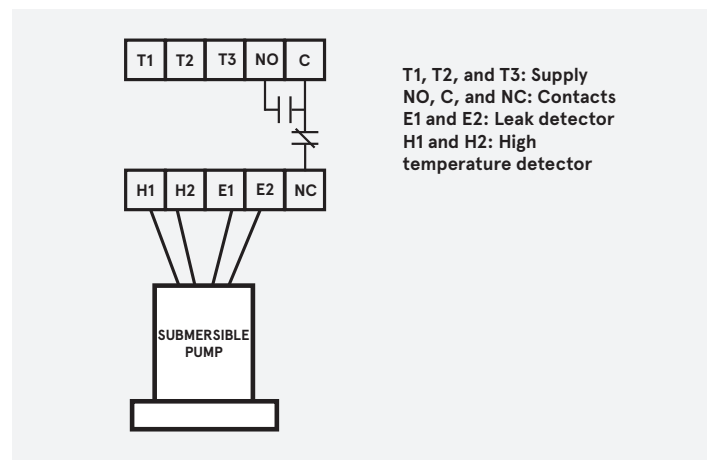 T1 T2 T3 NO C
T1, T2, and T3: Supply
NO, C, and NC: Contacts
E1 and E2: Leak detector
H1 and H2: High
temperature detector
H1 H2 E1 E2 NC
SUBMERSIBLE
PUMP